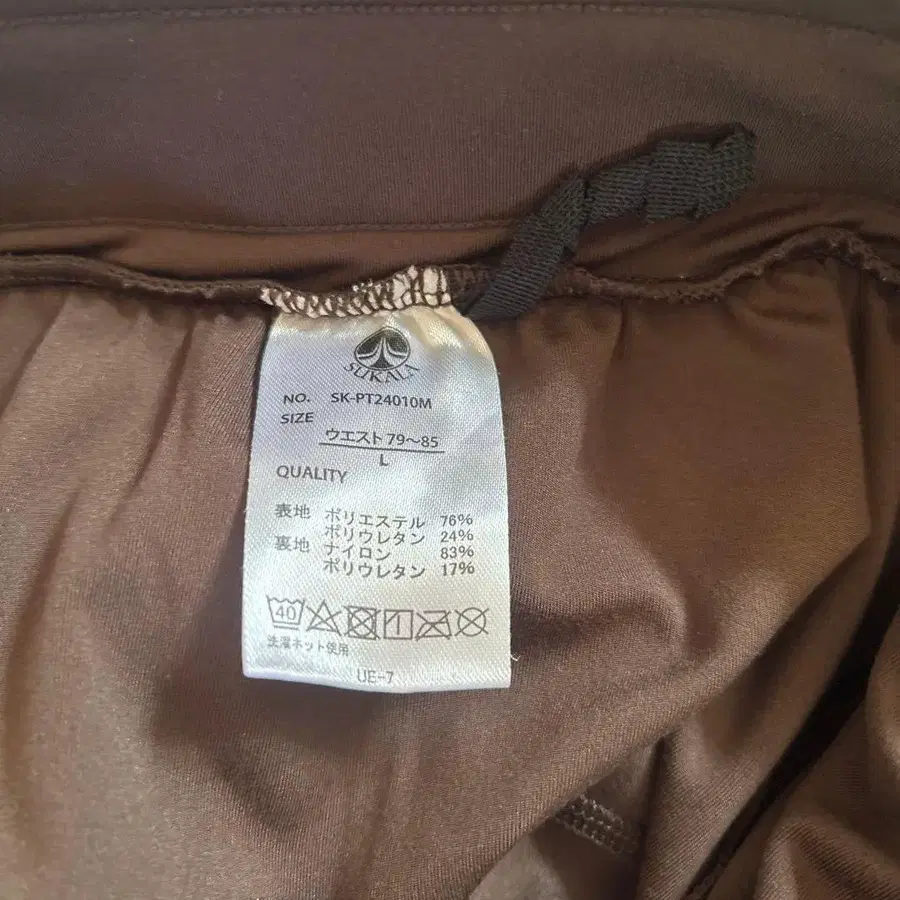 SUKALA
NO. SK-PT24010M
SIZE
ウエスト 79～85
L
QUALITY
表地 ポリエステル 76%
ポリウレタン 24%
裏地 ナイロン 83%
ポリウレタン 17%
40
洗濯ネット使用
UE-7